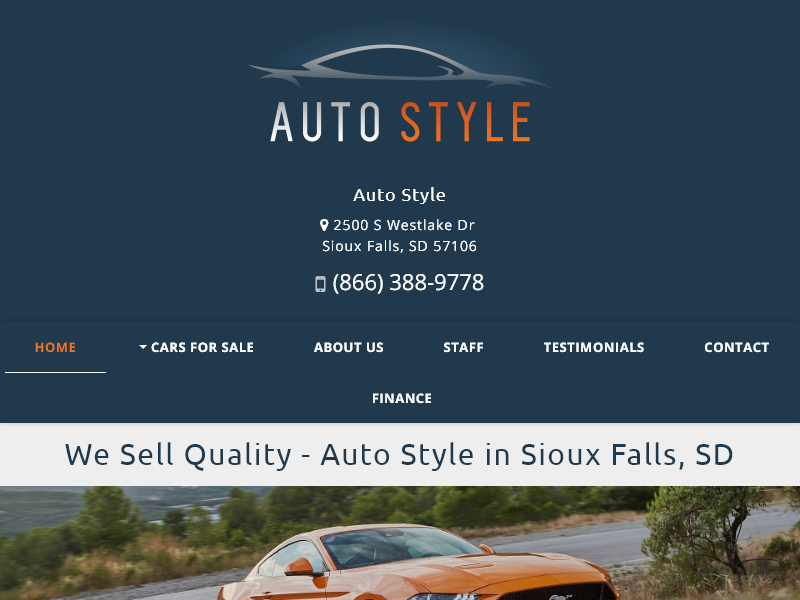 AUTO STYLE
Auto Style
2500 S Westlake Dr
Sioux Falls, SD 57106
(866) 388-9778
HOME CARS FOR SALE ABOUT US STAFF TESTIMONIALS CONTACT
FINANCE
We Sell Quality - Auto Style in Sioux Falls, SD